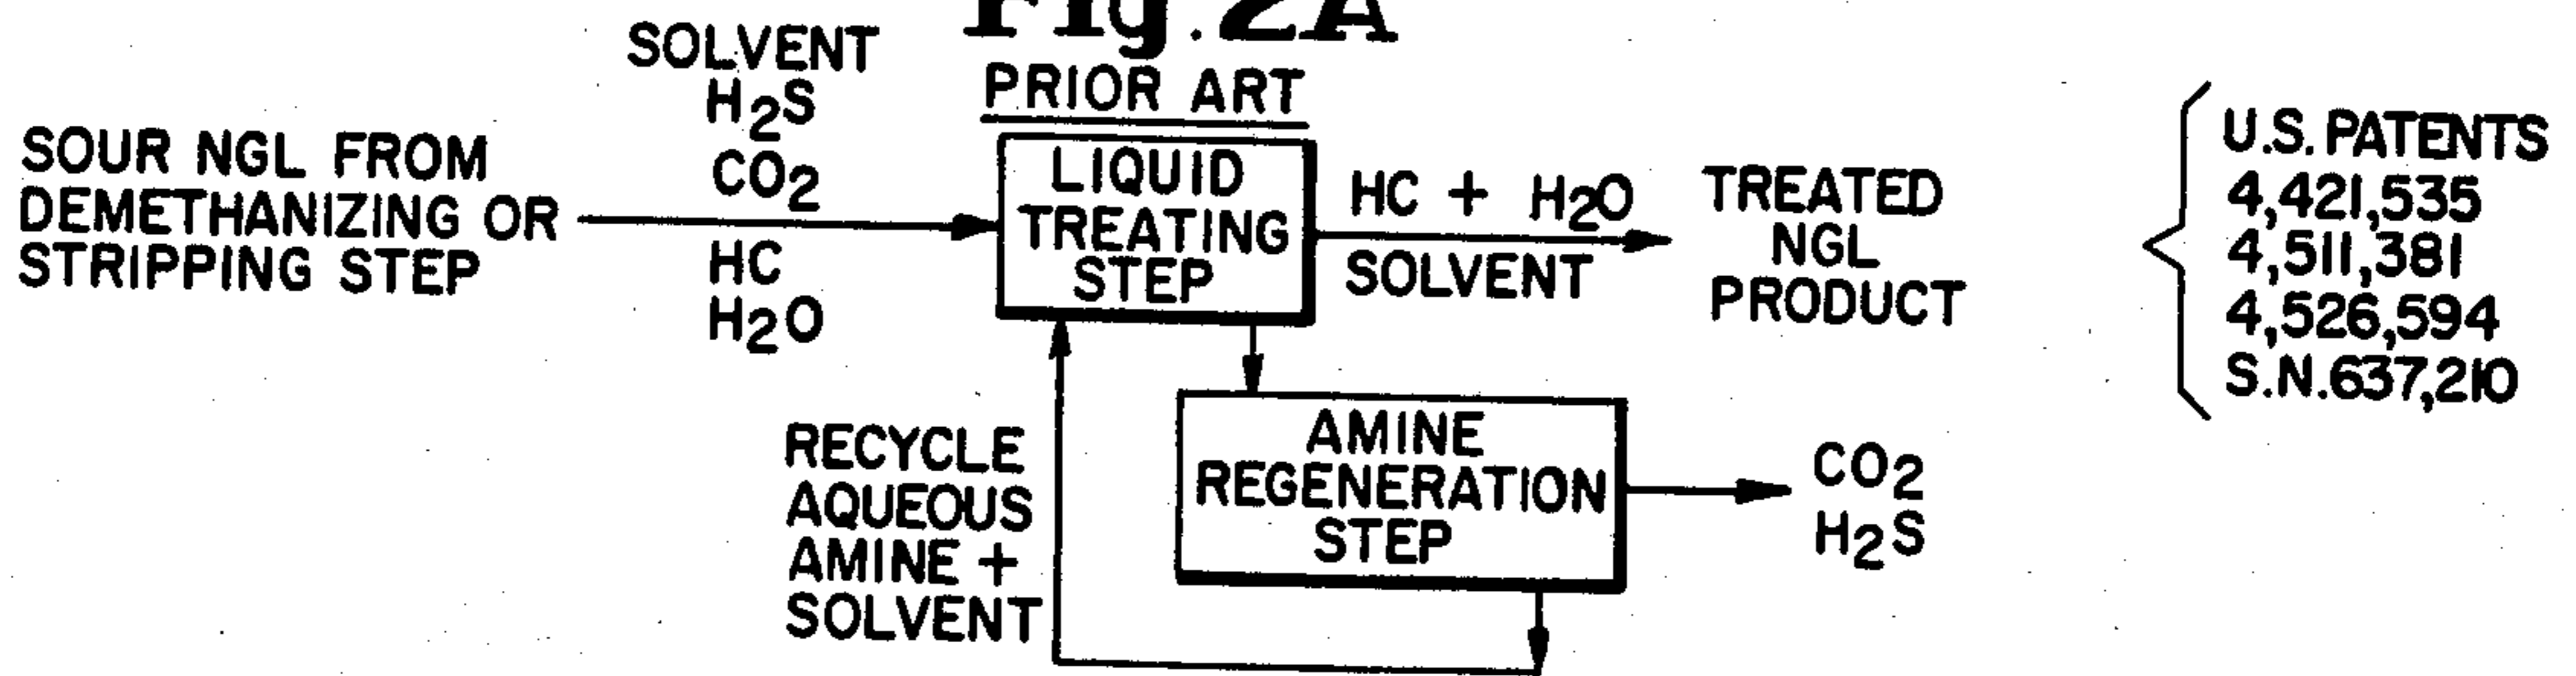 Fig. 2A
PRIOR ART
SOUR NGL FROM
DEMETHANIZING OR
STRIPPING STEP
SOLVENT
H2S
CO2
HC
H2O
LIQUID
TREATING
STEP
HC + H2O
SOLVENT
TREATED
NGL
PRODUCT
U.S. PATENTS
4,421,535
4,511,381
4,526,594
S.N.637,210
RECYCLE
AQUEOUS
AMINE +
SOLVENT
AMINE
REGENERATION
STEP
CO2
H2S